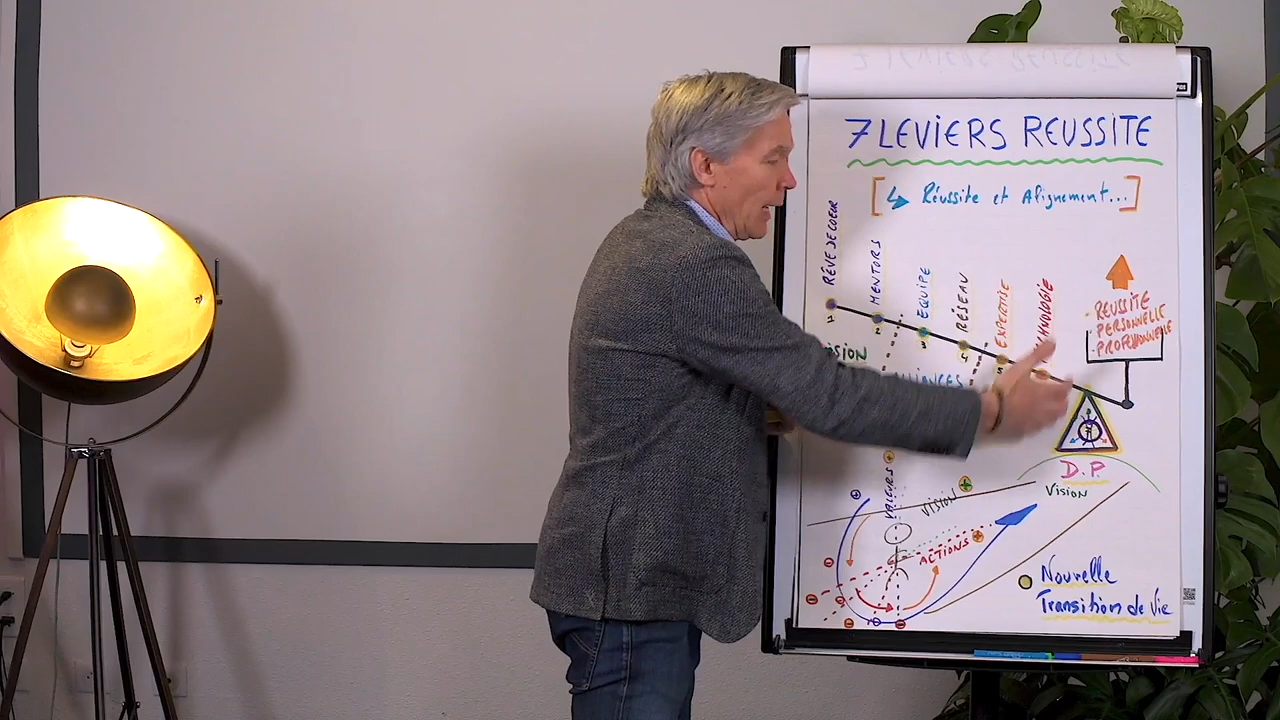 7 LEVIERS REUSSITE
[↳ Réussite et Alignement...]
RÊVE DE COEUR
MENTORS
EQUIPE
RÉSEAU
EXPERTISE
REUSSITE
PERSONNELLE
PROFESSIONNELLE
1
2
3
4
5
D.P
Vision
VALEURS
VISION
ACTIONS
Nouvelle
Transition de Vie